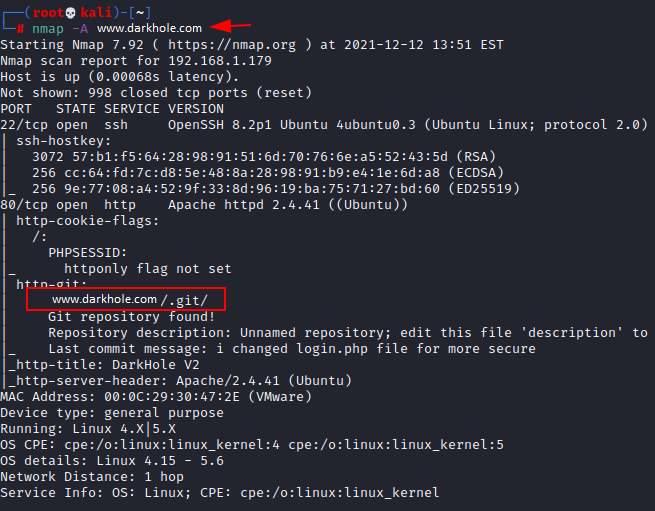 (root💀kali)-[~]
# nmap -A www.darkhole.com
Starting Nmap 7.92 ( https://nmap.org ) at 2021-12-12 13:51 EST
Nmap scan report for 192.168.1.179
Host is up (0.00068s latency).
Not shown: 998 closed tcp ports (reset)
PORT   STATE SERVICE VERSION
22/tcp open  ssh     OpenSSH 8.2p1 Ubuntu 4ubuntu0.3 (Ubuntu Linux; protocol 2.0)
| ssh-hostkey:
|   3072 57:b1:f5:64:28:98:91:51:6d:70:76:6e:a5:52:43:5d (RSA)
|   256 cc:64:fd:7c:d8:5e:48:8a:28:98:91:b9:e4:1e:6d:a8 (ECDSA)
|_  256 9e:77:08:a4:52:9f:33:8d:96:19:ba:75:71:27:bd:60 (ED25519)
80/tcp open  http    Apache httpd 2.4.41 ((Ubuntu))
| http-cookie-flags:
|   /:
|     PHPSESSID:
|_      httponly flag not set
| http-git:
|   www.darkhole.com /.git/
|     Git repository found!
|     Repository description: Unnamed repository; edit this file 'description' to
|_    Last commit message: i changed login.php file for more secure
|_http-title: DarkHole V2
|_http-server-header: Apache/2.4.41 (Ubuntu)
MAC Address: 00:0C:29:30:47:2E (VMware)
Device type: general purpose
Running: Linux 4.X|5.X
OS CPE: cpe:/o:linux:linux_kernel:4 cpe:/o:linux:linux_kernel:5
OS details: Linux 4.15 - 5.6
Network Distance: 1 hop
Service Info: OS: Linux; CPE: cpe:/o:linux:linux_kernel